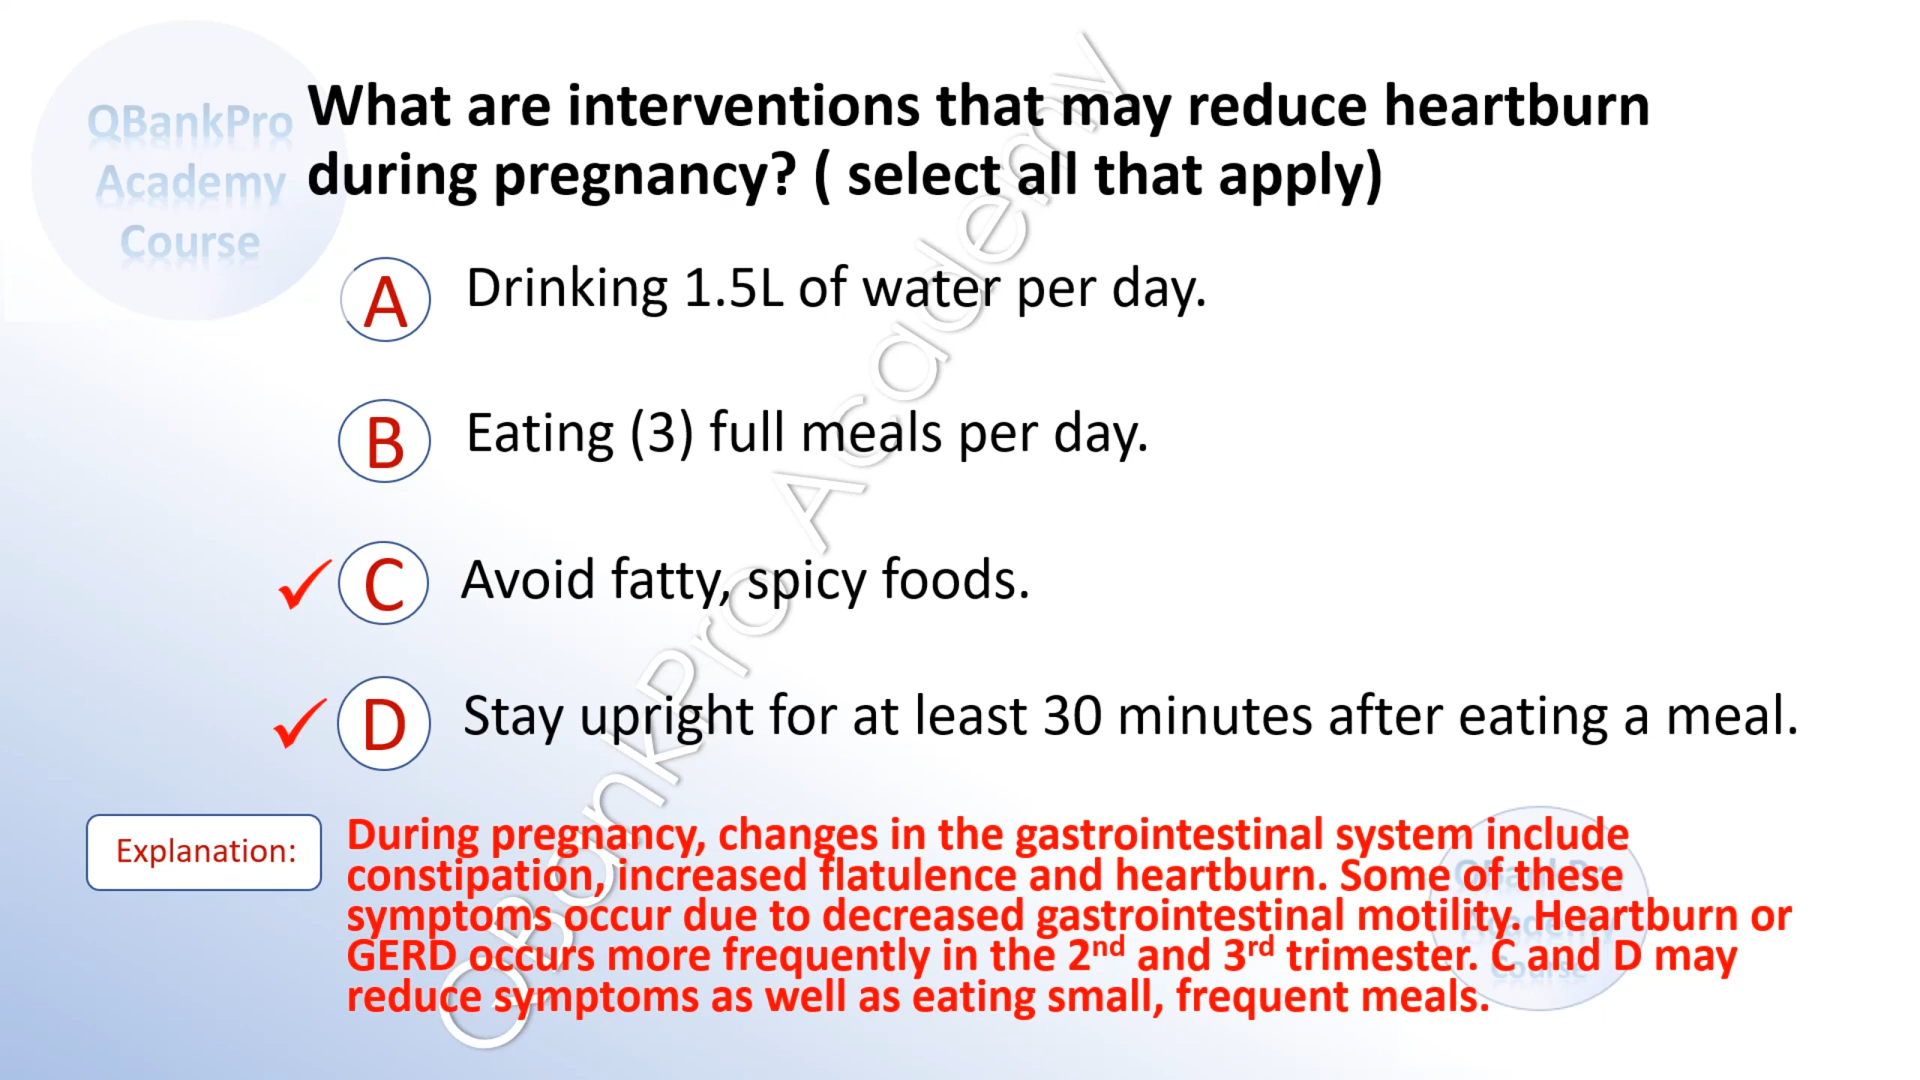 QBankPro
Academy
Course
What are interventions that may reduce heartburn
during pregnancy? ( select all that apply)
A Drinking 1.5L of water per day.
B Eating (3) full meals per day.
✓ C Avoid fatty, spicy foods.
✓ D Stay upright for at least 30 minutes after eating a meal.
Explanation:
During pregnancy, changes in the gastrointestinal system include
constipation, increased flatulence and heartburn. Some of these
symptoms occur due to decreased gastrointestinal motility. Heartburn or
GERD occurs more frequently in the 2nd and 3rd trimester. C and D may
reduce symptoms as well as eating small, frequent meals.
QBankPro Academy
QBankPro
Academy
Course